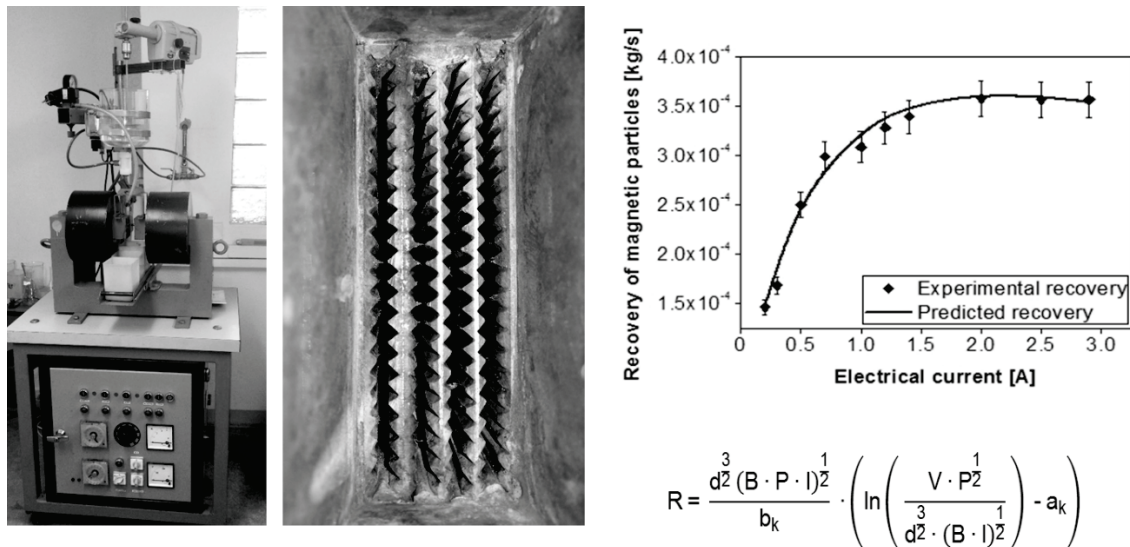 Recovery of magnetic particles [kg/s]
4.0x10⁻⁴
3.5x10⁻⁴
3.0x10⁻⁴
2.5x10⁻⁴
2.0x10⁻⁴
1.5x10⁻⁴
Experimental recovery
Predicted recovery
0 0.5 1.0 1.5 2.0 2.5 3.0
Electrical current [A]
R = d^(3/2) (B · P · I)^(1/2) / b_k · ( ln ( V · P^(1/2) / d^(3/2) · (B · I)^(1/2) ) - a_k )